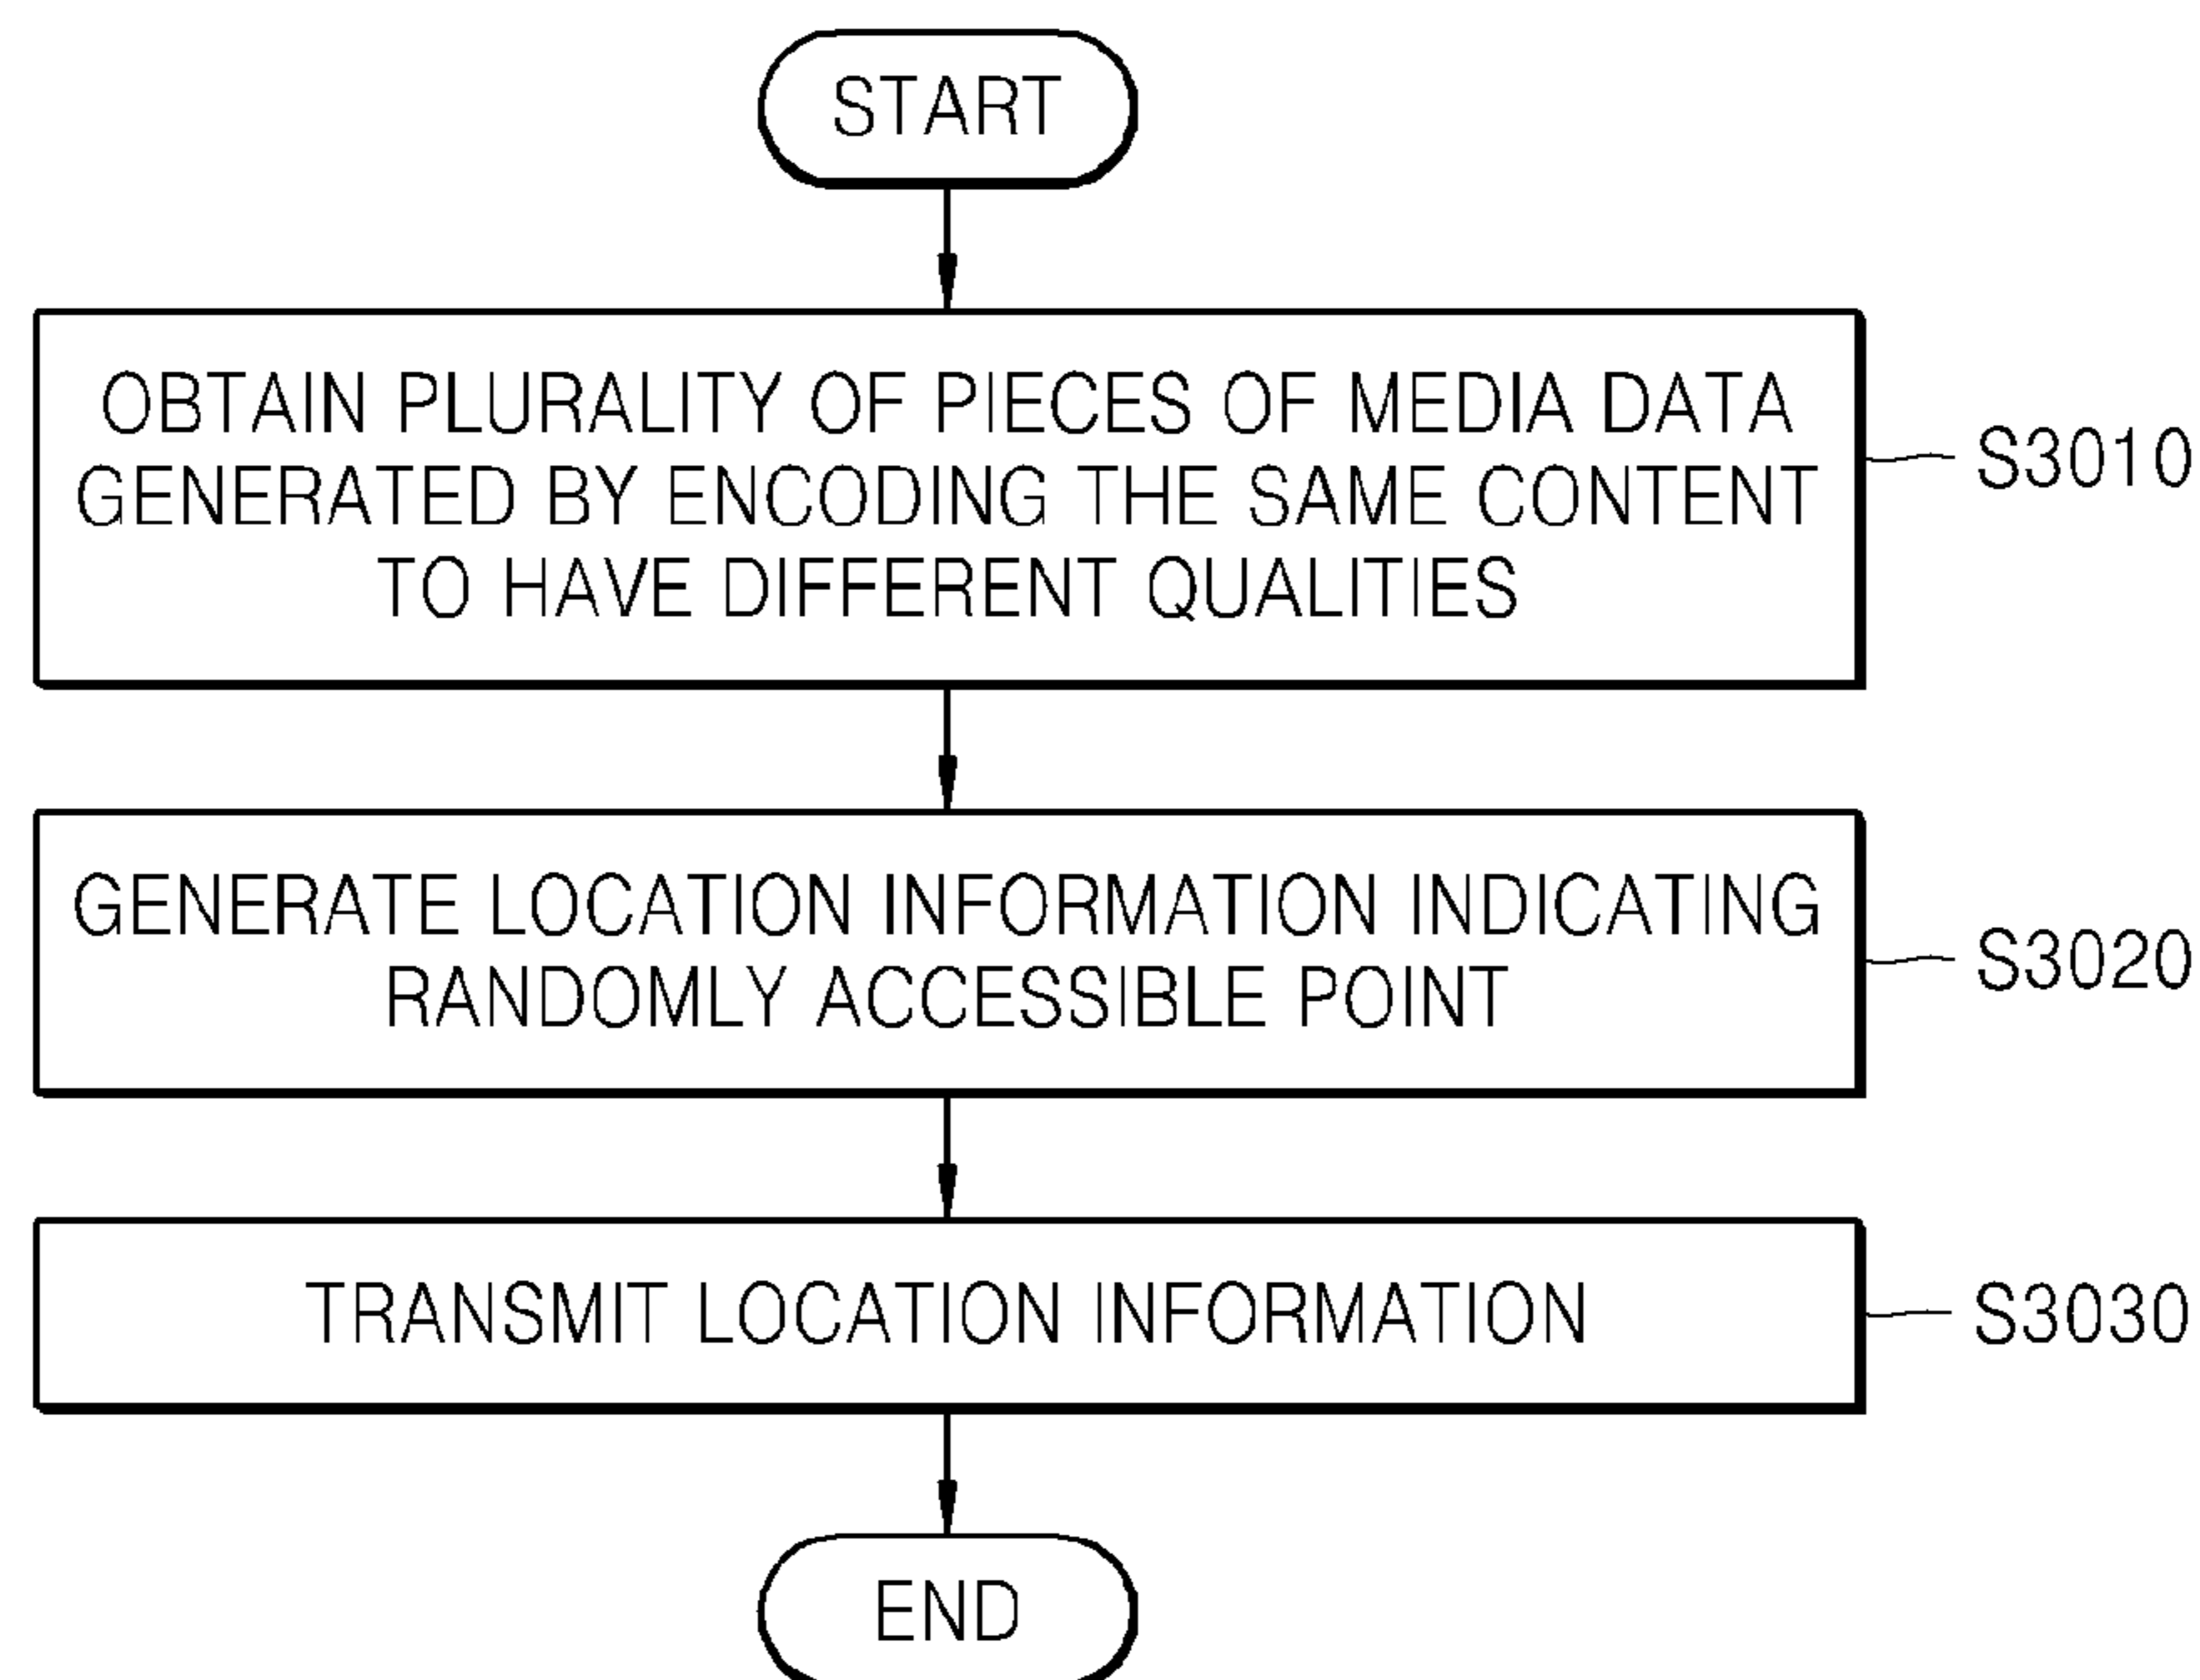 START
OBTAIN PLURALITY OF PIECES OF MEDIA DATA
GENERATED BY ENCODING THE SAME CONTENT
TO HAVE DIFFERENT QUALITIES
S3010
GENERATE LOCATION INFORMATION INDICATING
RANDOMLY ACCESSIBLE POINT
S3020
TRANSMIT LOCATION INFORMATION
S3030
END